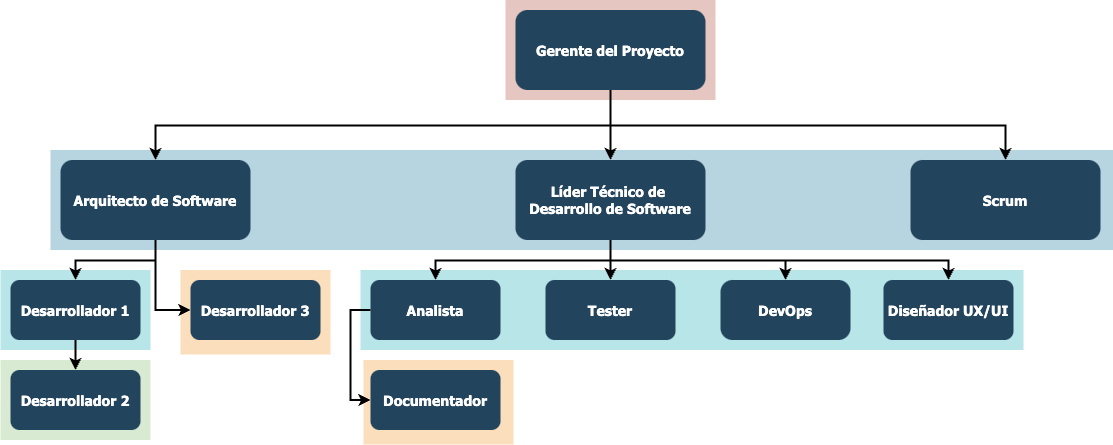 Gerente del Proyecto
Arquitecto de Software
Líder Técnico de
Desarrollo de Software
Scrum
Desarrollador 1
Desarrollador 3
Analista
Tester
DevOps
Diseñador UX/UI
Desarrollador 2
Documentador